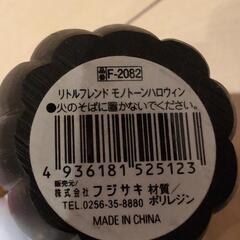 品番 F-2082
リトルフレンド モノトーンハロウィン
●火のそばに置かないでください。
4 936181 525123
販売元/
株式会社 フジサキ 材質/
TEL.0256-35-8880 ポリレジン
MADE IN CHINA